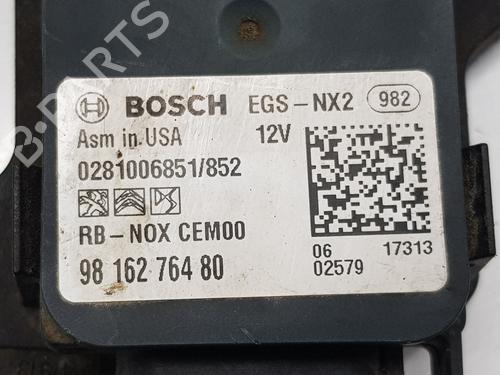 BOSCH EGS-NX2 982
Asm in USA 12V
0281006851/852
RB-NOX CEM00
98 162 764 80
06 17313
02579
B-PARTS